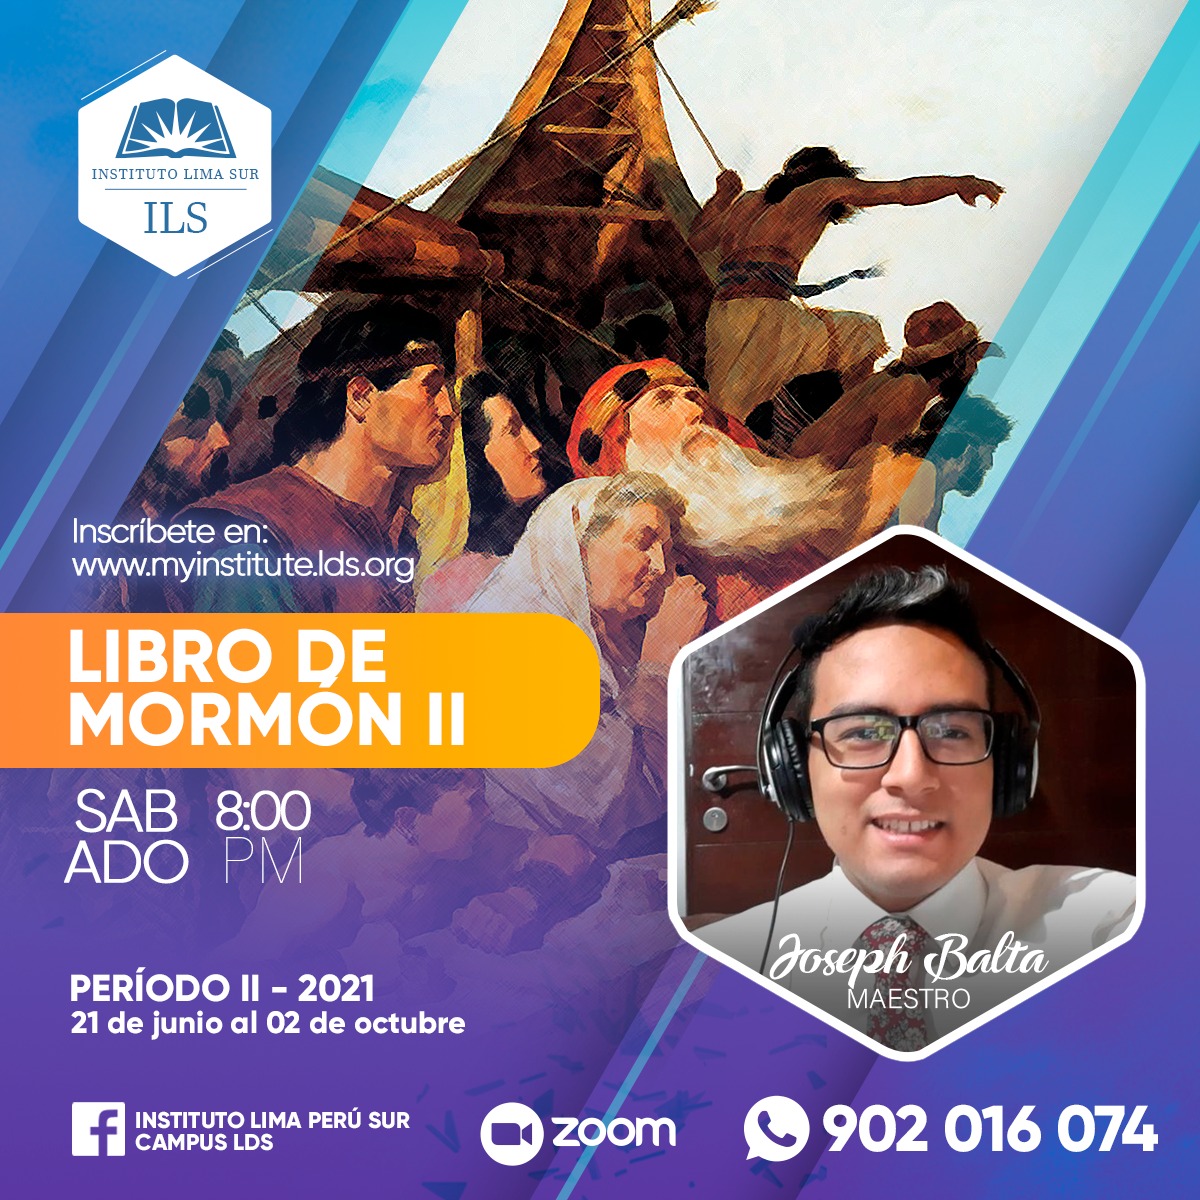 INSTITUTO LIMA SUR
ILS
Inscríbete en:
www.myinstitute.lds.org
LIBRO DE
MORMÓN II
SAB
ADO
8:00
PM
Joseph Balta
MAESTRO
PERÍODO II - 2021
21 de junio al 02 de octubre
INSTITUTO LIMA PERÚ SUR
CAMPUS LDS
zoom
902 016 074